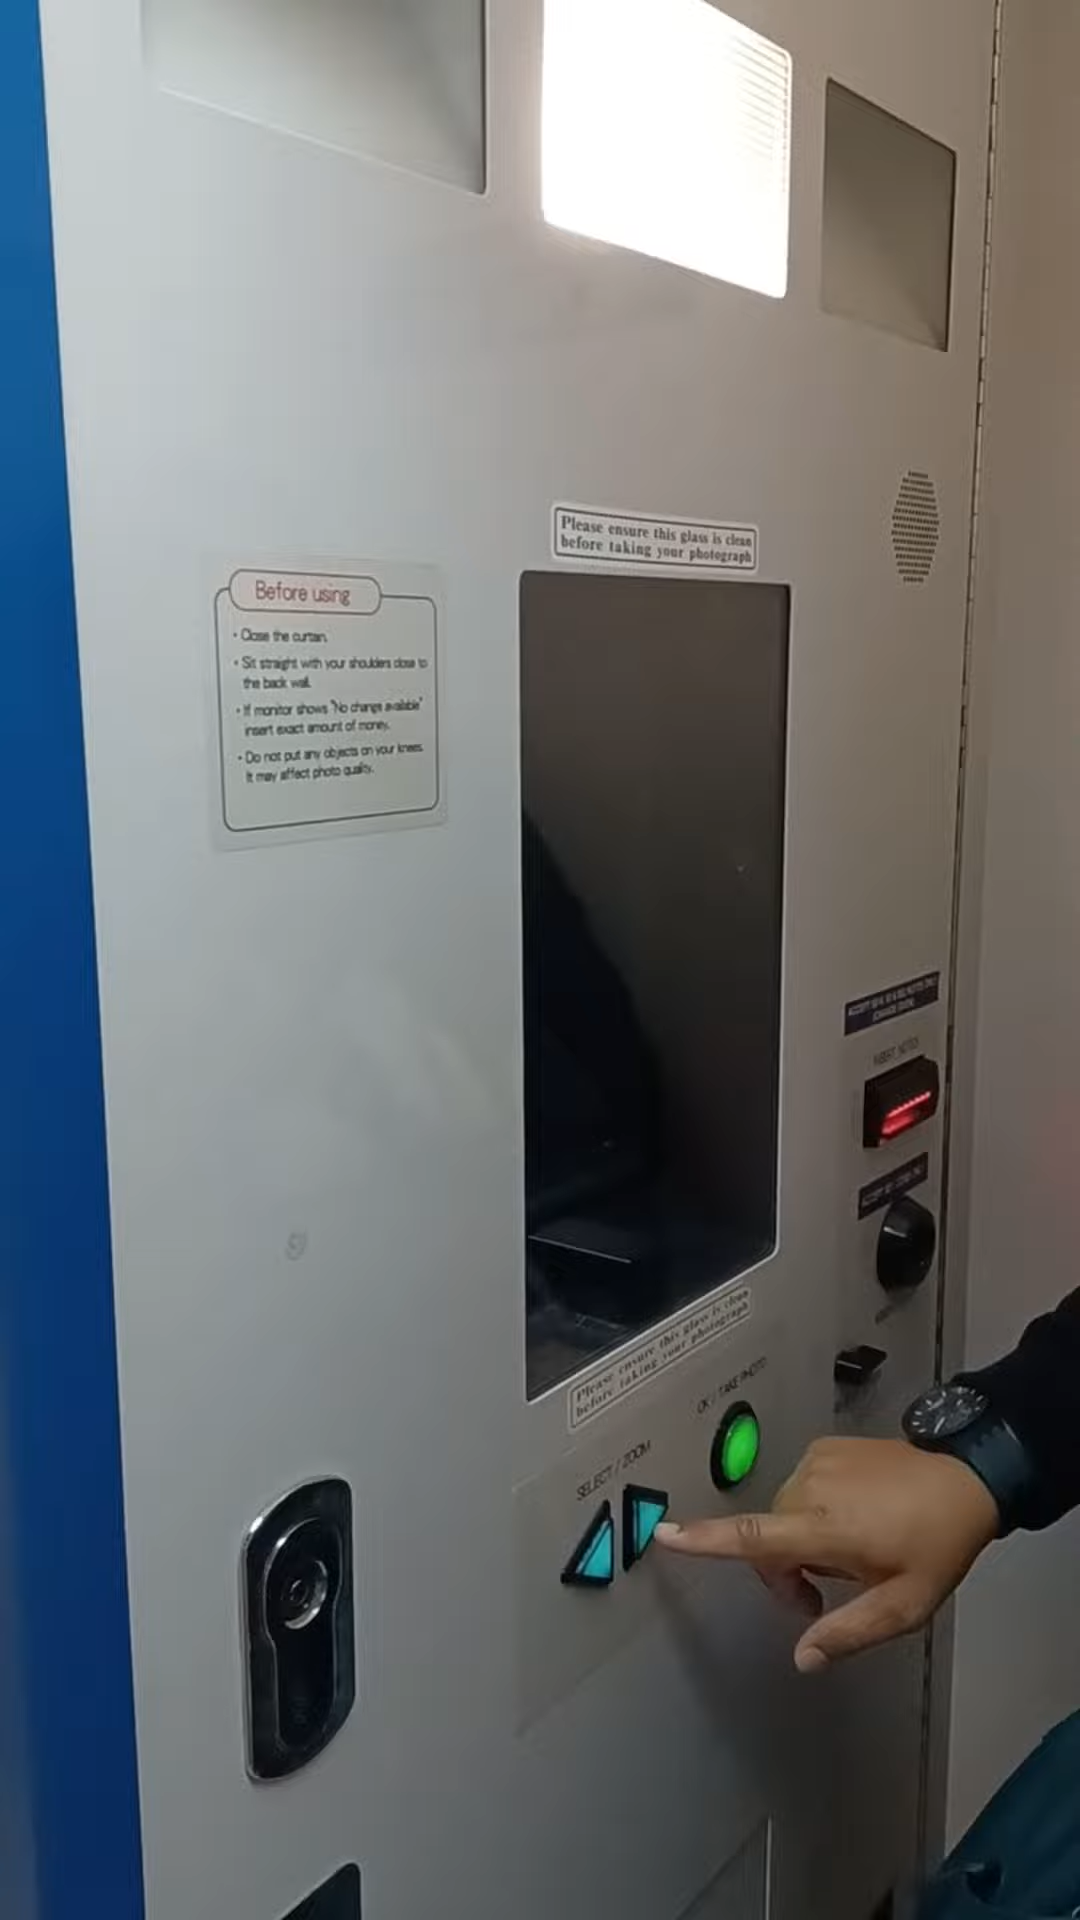 Please ensure this glass is clean
before taking your photograph
Before using
• Close the curtain.
• Sit straight with your shoulders close to
the back wall.
• If monitor shows "No change available"
insert exact amount of money.
• Do not put any objects on your knees.
It may affect photo quality.
INSERT NOTES
Please ensure this glass is clean
before taking your photograph
OK / TAKE PHOTO
SELECT / ZOOM